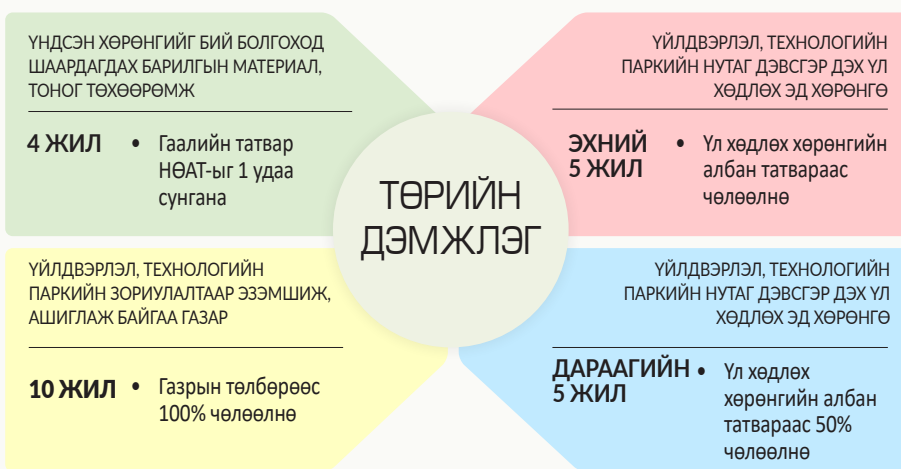 ҮНДСЭН ХӨРӨНГИЙГ БИЙ БОЛГОХОД
ШААРДАГДАХ БАРИЛГЫН МАТЕРИАЛ,
ТОНОГ ТӨХӨӨРӨМЖ
4 ЖИЛ
• Гаалийн татвар
НӨАТ-ыг 1 удаа
сунгана
ҮЙЛДВЭРЛЭЛ, ТЕХНОЛОГИЙН
ПАРКИЙН НУТАГ ДЭВСГЭР ДЭХ ҮЛ
ХӨДЛӨХ ЭД ХӨРӨНГӨ
ЭХНИЙ
5 ЖИЛ
• Үл хөдлөх хөрөнгийн
албан татвараас
чөлөөлнө
ТӨРИЙН
ДЭМЖЛЭГ
ҮЙЛДВЭРЛЭЛ, ТЕХНОЛОГИЙН
ПАРКИЙН ЗОРИУЛАЛТААР ЭЗЭМШИЖ,
АШИГЛАЖ БАЙГАА ГАЗАР
10 ЖИЛ
• Газрын төлбөрөөс
100% чөлөөлнө
ҮЙЛДВЭРЛЭЛ, ТЕХНОЛОГИЙН
ПАРКИЙН НУТАГ ДЭВСГЭР ДЭХ ҮЛ
ХӨДЛӨХ ЭД ХӨРӨНГӨ
ДАРААГИЙН
5 ЖИЛ
• Үл хөдлөх
хөрөнгийн албан
татвараас 50%
чөлөөлнө